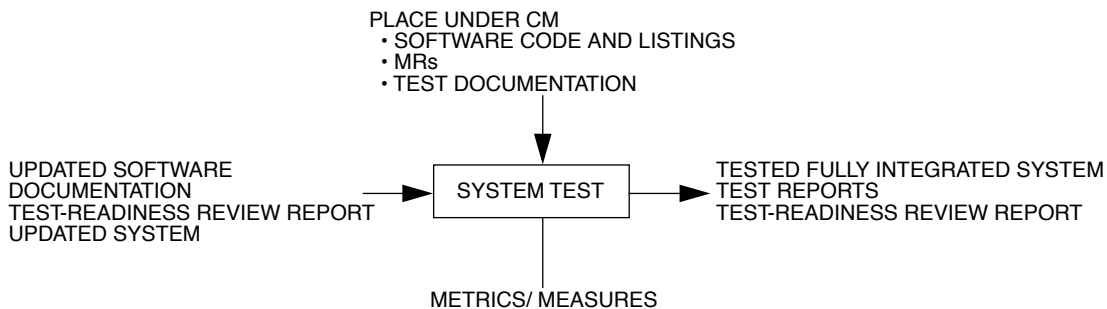 PLACE UNDER CM
• SOFTWARE CODE AND LISTINGS
• MRs
• TEST DOCUMENTATION
UPDATED SOFTWARE
DOCUMENTATION
TEST-READINESS REVIEW REPORT
UPDATED SYSTEM
SYSTEM TEST
TESTED FULLY INTEGRATED SYSTEM
TEST REPORTS
TEST-READINESS REVIEW REPORT
METRICS/ MEASURES